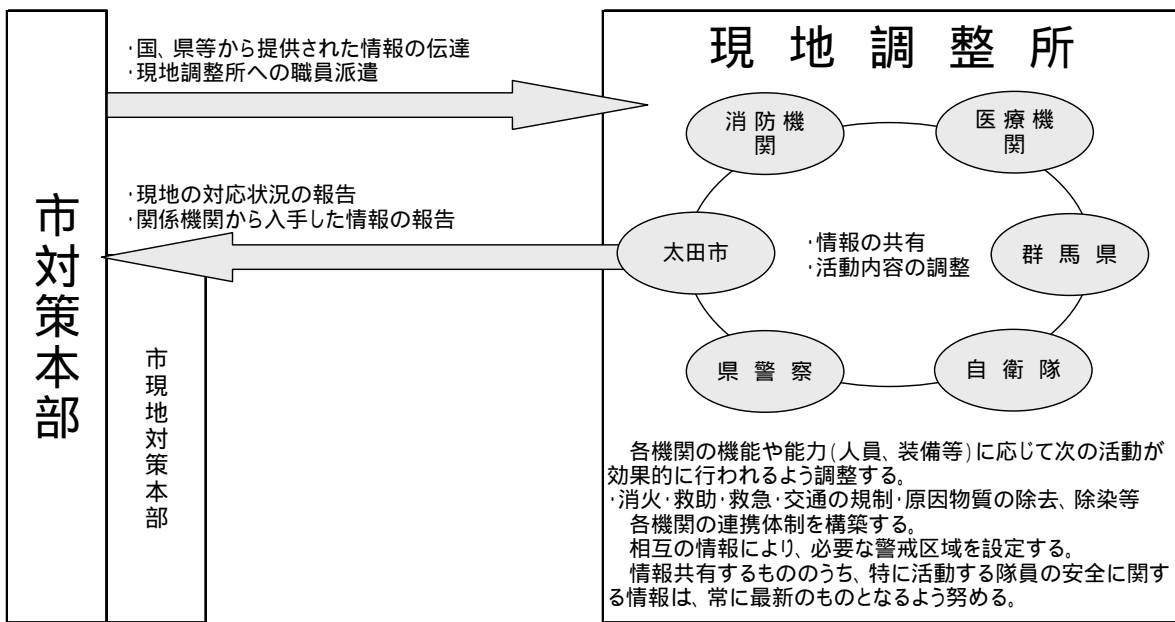 市対策本部
市現地対策本部
・国、県等から提供された情報の伝達
・現地調整所への職員派遣
・現地の対応状況の報告
・関係機関から入手した情報の報告
現地調整所
消防機
関
医療機
関
太田市
・情報の共有
・活動内容の調整
群馬県
県警察
自衛隊
各機関の機能や能力(人員、装備等)に応じて次の活動が
効果的に行われるよう調整する。
・消火・救助・救急・交通の規制・原因物質の除去、除染等
各機関の連携体制を構築する。
相互の情報により、必要な警戒区域を設定する。
情報共有するもののうち、特に活動する隊員の安全に関す
る情報は、常に最新のものとなるよう努める。